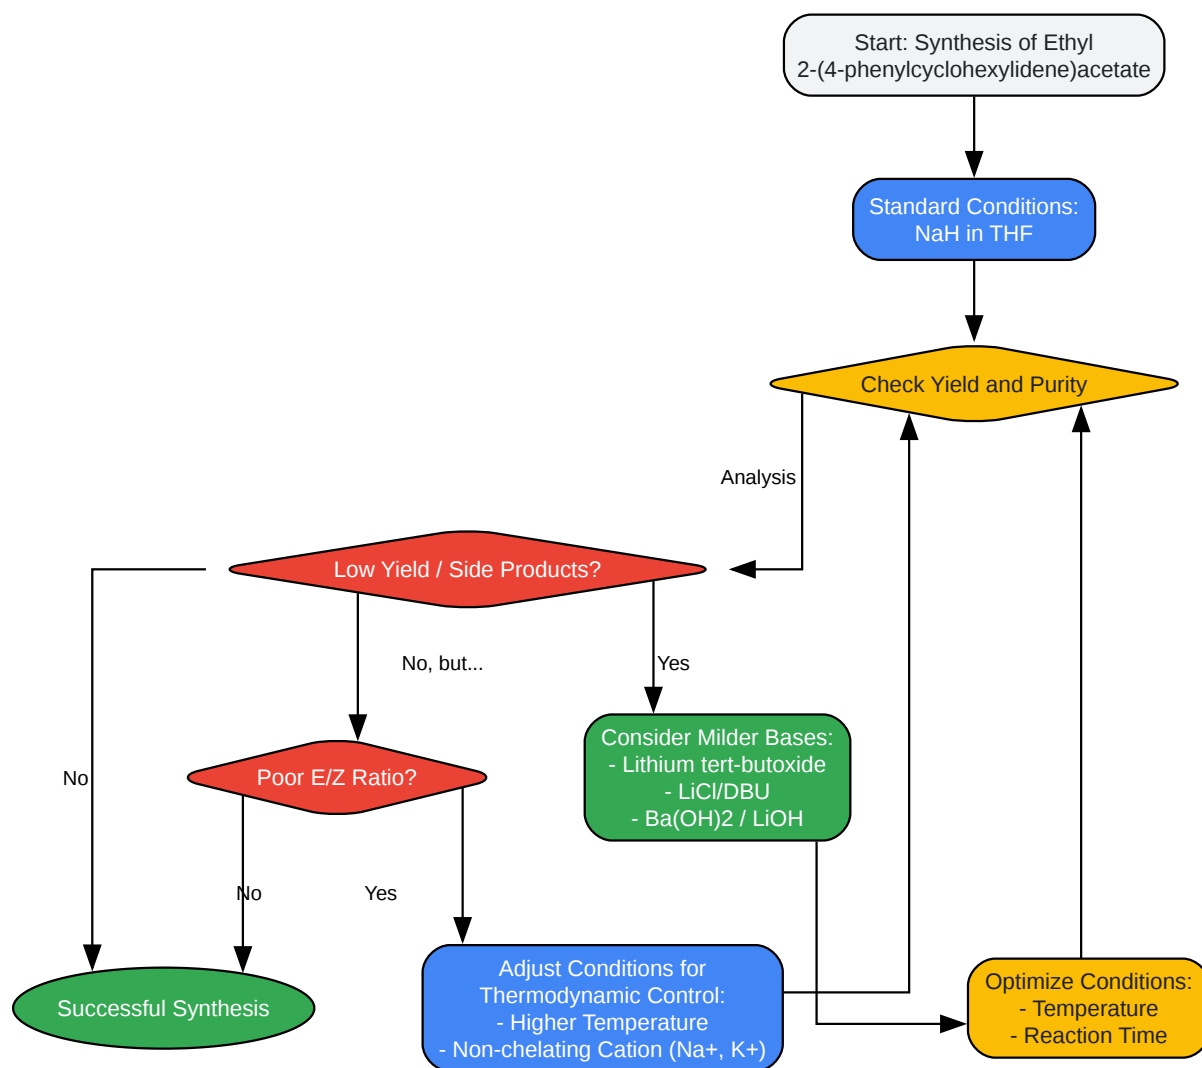 Start: Synthesis of Ethyl
2-(4-phenylcyclohexylidene)acetate
Standard Conditions:
NaH in THF
Check Yield and Purity
Analysis
Low Yield / Side Products?
No, but...
Yes
Consider Milder Bases:
- Lithium tert-butoxide
- LiCl/DBU
- Ba(OH)2 / LiOH
Poor E/Z Ratio?
No
No
Yes
Adjust Conditions for
Thermodynamic Control:
- Higher Temperature
- Non-chelating Cation (Na+, K+)
Optimize Conditions:
- Temperature
- Reaction Time
Successful Synthesis